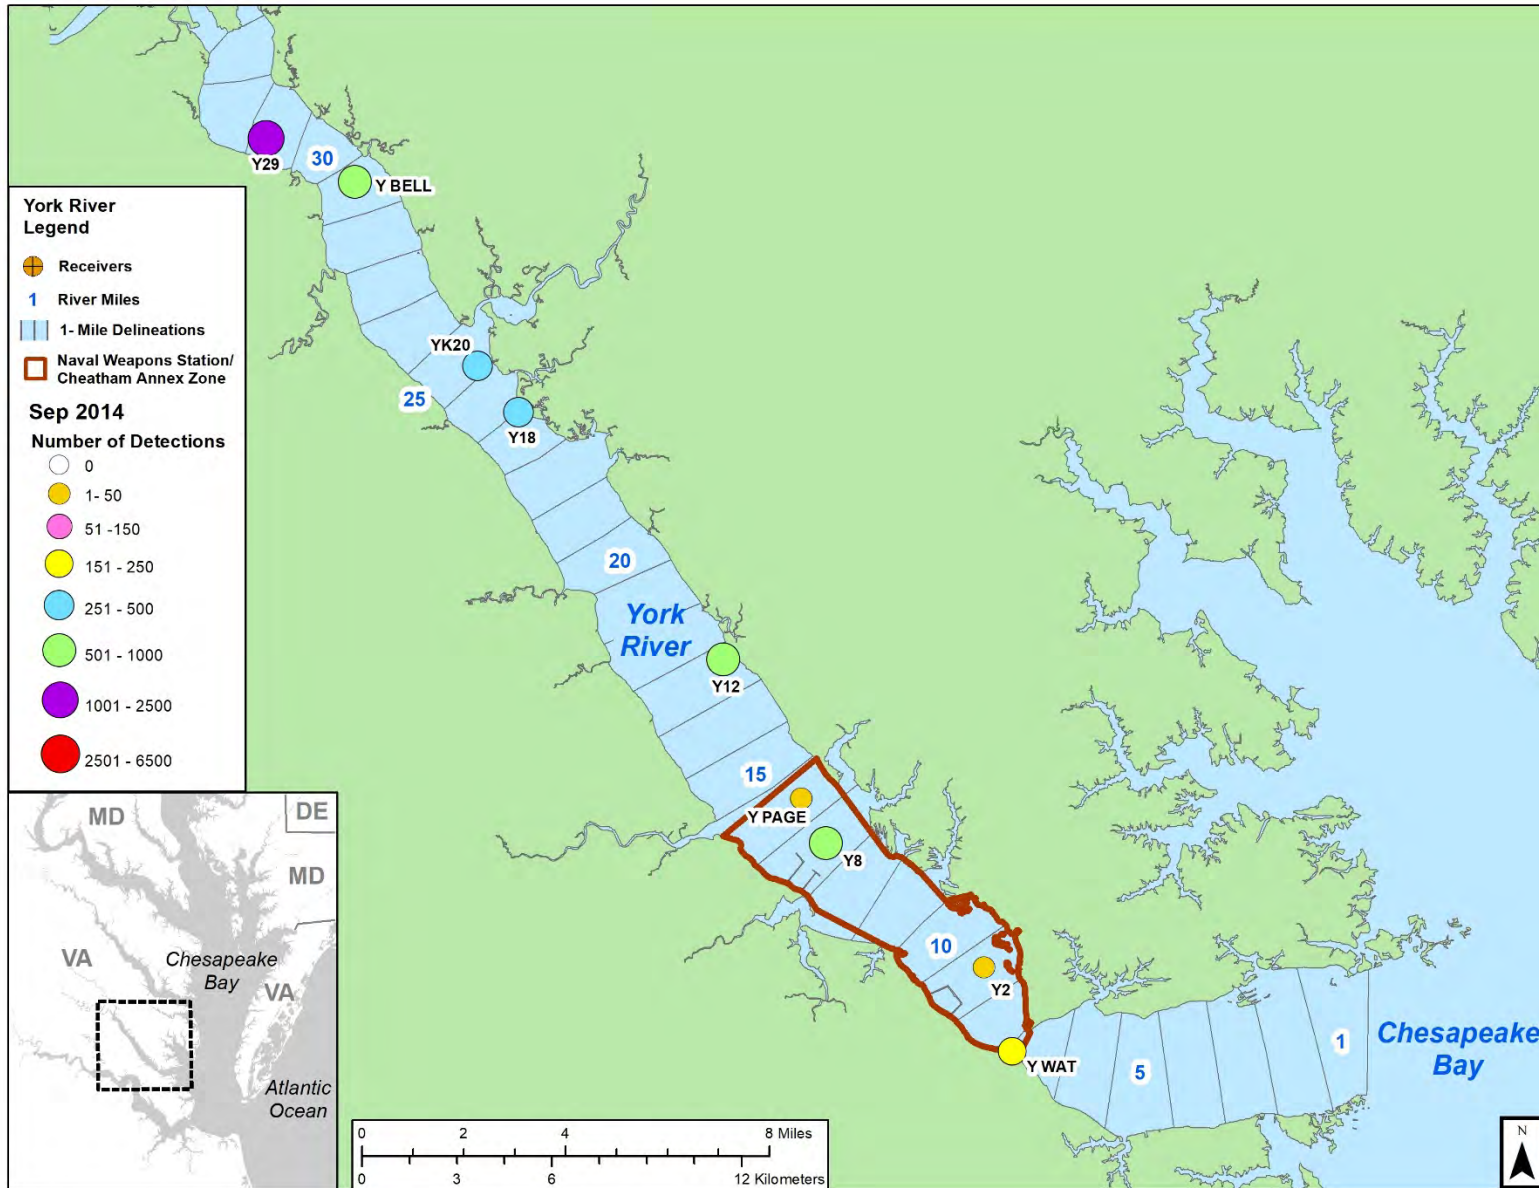 Y29
30
Y BELL
York River
Legend
Receivers
1 River Miles
1- Mile Delineations
Naval Weapons Station/
Cheatham Annex Zone
Sep 2014
Number of Detections
0
1- 50
51 -150
151 - 250
251 - 500
501 - 1000
1001 - 2500
2501 - 6500
YK20
25
Y18
20
York
River
Y12
15
Y PAGE
Y8
10
Y2
Y WAT
5
1
Chesapeake
Bay
MD
DE
MD
VA
Chesapeake
Bay
VA
Atlantic
Ocean
0 2 4 8 Miles
0 3 6 12 Kilometers
N